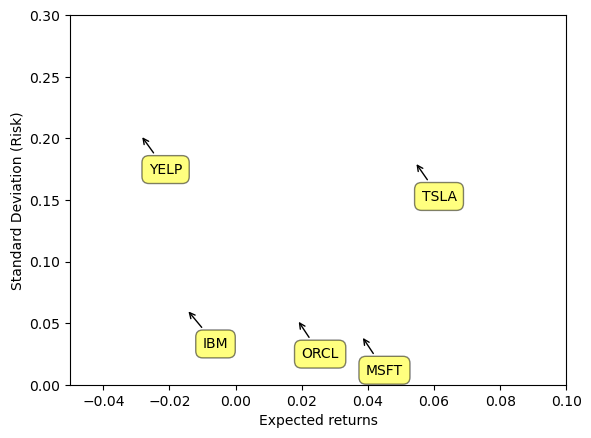 0.30
0.25
0.20
0.15
0.10
0.05
0.00
Standard Deviation (Risk)
YELP
TSLA
IBM
ORCL
MSFT
−0.04 −0.02 0.00 0.02 0.04 0.06 0.08 0.10
Expected returns